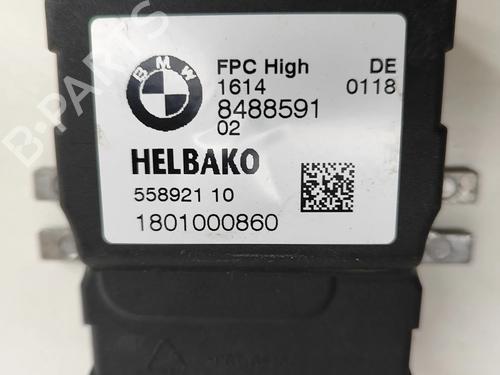 B-PARTS
BMW
FPC High DE
1614 0118
8488591
02
HELBAKO
558921 10
1801000860